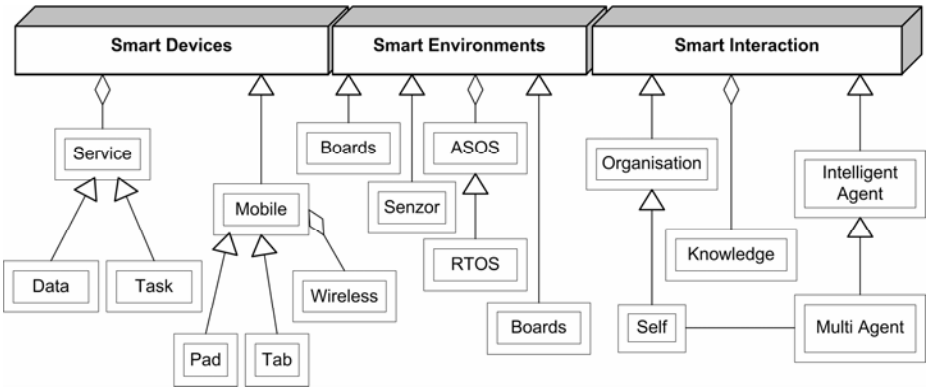 Smart Devices
Smart Environments
Smart Interaction
Service
Boards
ASOS
Organisation
Intelligent
Agent
Mobile
Senzor
Data
Task
Wireless
RTOS
Knowledge
Boards
Self
Multi Agent
Pad
Tab